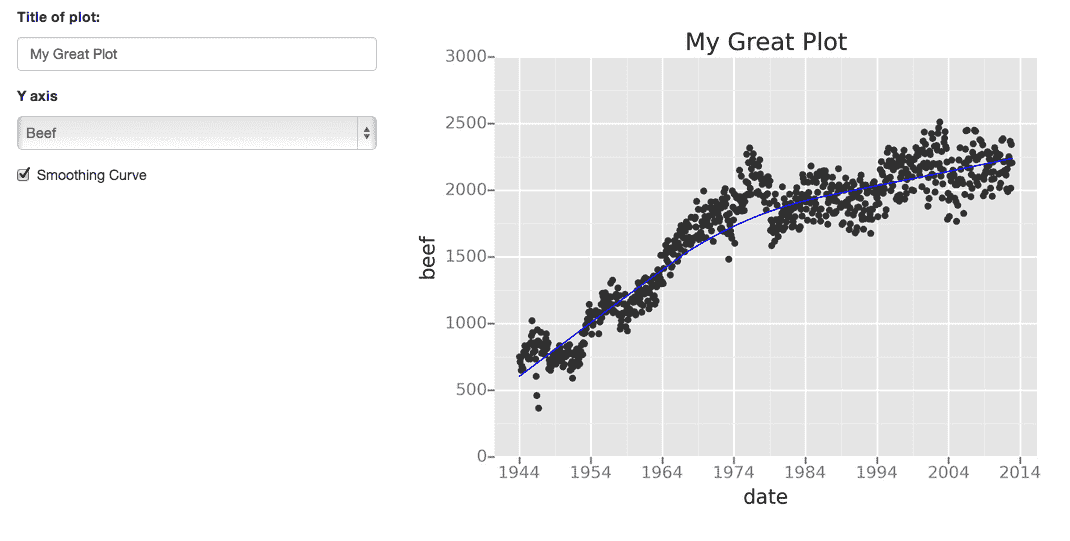 Title of plot:
My Great Plot
Y axis
Beef
Smoothing Curve
My Great Plot
3000
2500
2000
1500
1000
500
0
beef
1944 1954 1964 1974 1984 1994 2004 2014
date